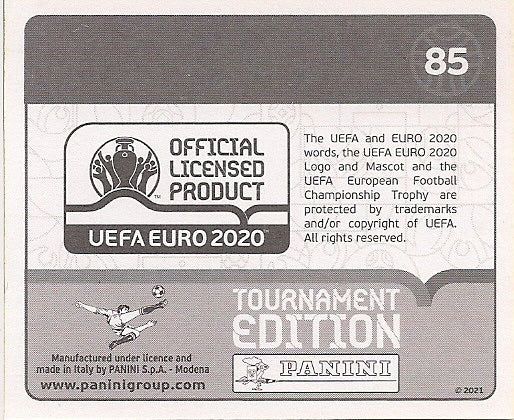 85
OFFICIAL
LICENSED
PRODUCT
TM
UEFA EURO 2020
The UEFA and EURO 2020
words, the UEFA EURO 2020
Logo and Mascot and the
UEFA European Football
Championship Trophy are
protected by trademarks
and/or copyright of UEFA.
All rights reserved.
TOURNAMENT
EDITION
Manufactured under licence and
made in Italy by PANINI S.p.A. - Modena
www.paninigroup.com
PANINI
© 2021